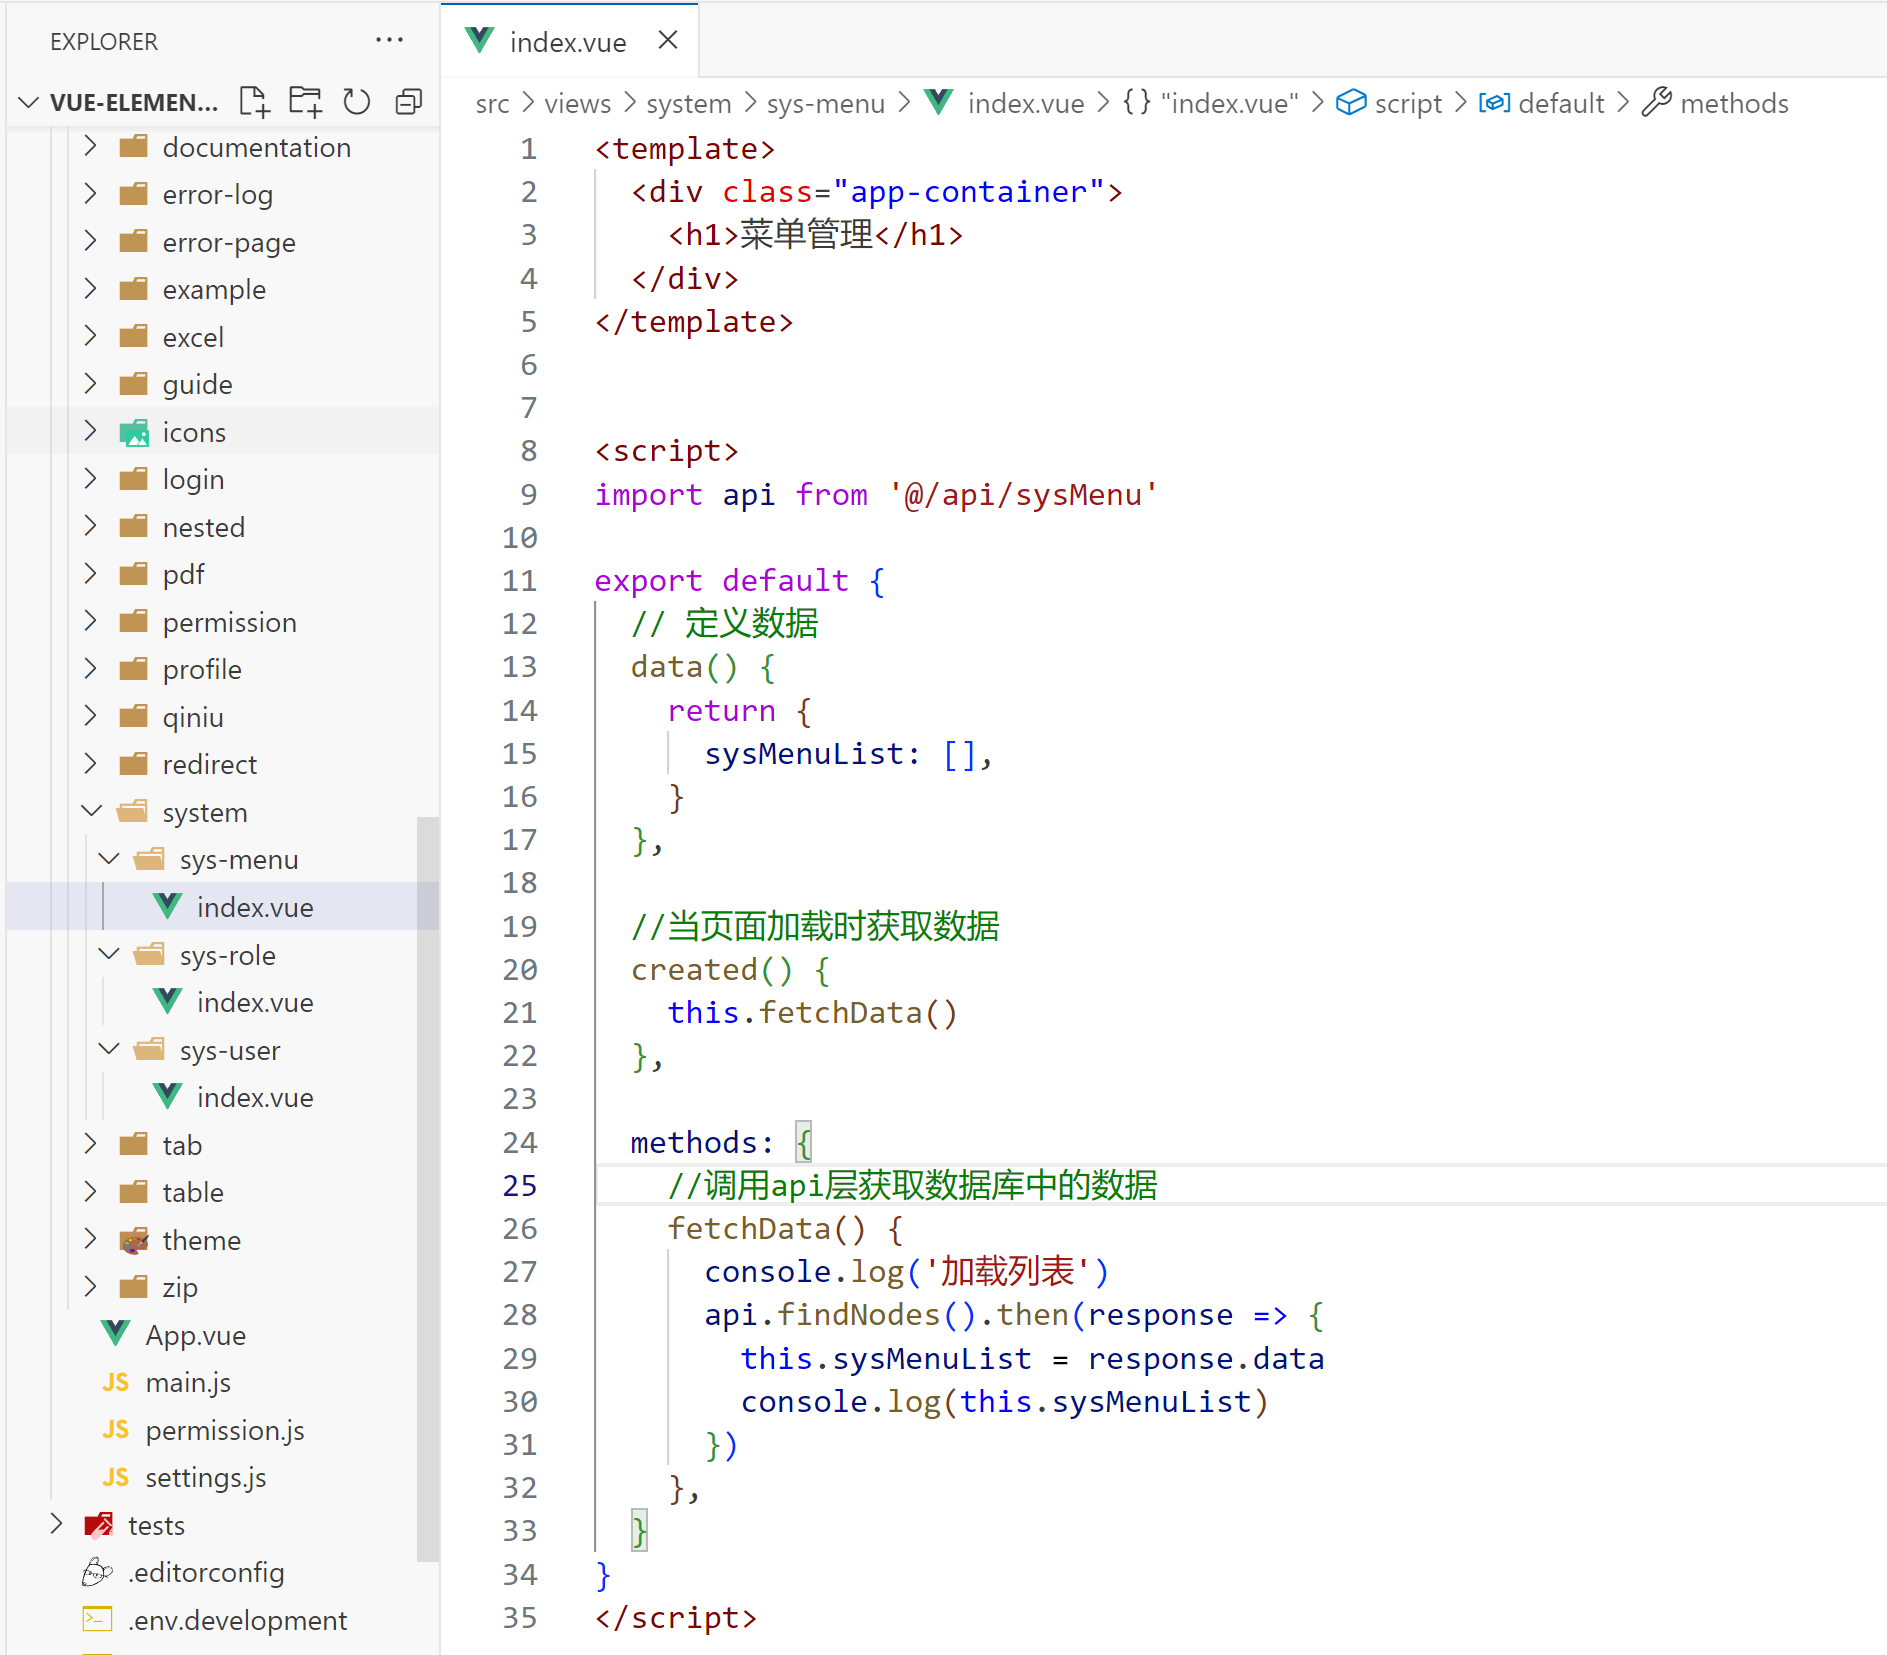 EXPLORER
VUE-ELEMEN...
documentation
error-log
error-page
example
excel
guide
icons
login
nested
pdf
permission
profile
qiniu
redirect
system
sys-menu
index.vue
sys-role
index.vue
sys-user
index.vue
tab
table
theme
zip
App.vue
JS main.js
JS permission.js
JS settings.js
tests
.editorconfig
.env.development
index.vue
src > views > system > sys-menu > index.vue > {} "index.vue" > script > default > methods
1 <template>
2   <div class="app-container">
3     <h1>菜单管理</h1>
4   </div>
5 </template>
6
7
8 <script>
9 import api from '@/api/sysMenu'
10
11 export default {
12   // 定义数据
13   data() {
14     return {
15       sysMenuList: [],
16     }
17   },
18
19   //当页面加载时获取数据
20   created() {
21     this.fetchData()
22   },
23
24   methods: {
25     //调用api层获取数据库中的数据
26     fetchData() {
27       console.log('加载列表')
28       api.findNodes().then(response => {
29         this.sysMenuList = response.data
30         console.log(this.sysMenuList)
31       })
32     },
33   }
34 }
35 </script>